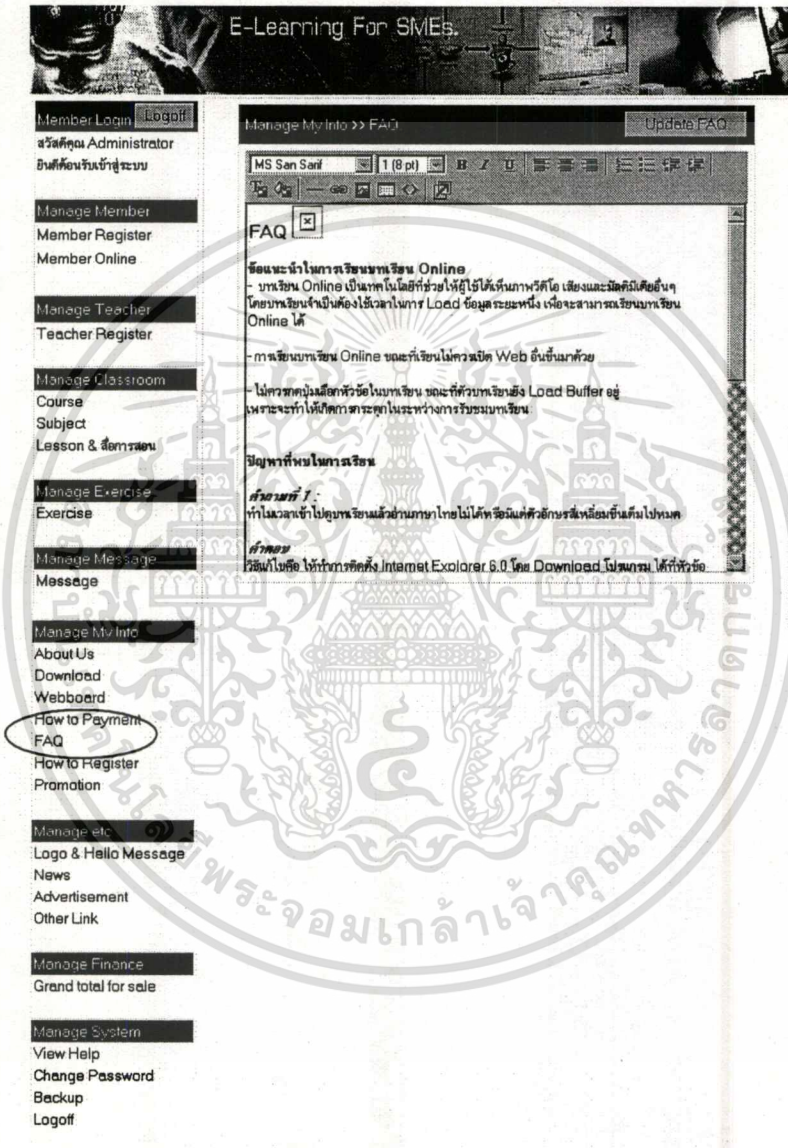 E-Learning For SMEs.
Member Login Logoff
สวัสดีคุณ Administrator
ยินดีต้อนรับเข้าสู่ระบบ
Manage Member
Member Register
Member Online
Manage Teacher
Teacher Register
Manage Classroom
Course
Subject
Lesson & สื่อการสอน
Manage Exercise
Exercise
Manage Message
Message
Manage My Info
About Us
Download
Webboard
How to Payment
FAQ
How to Register
Promotion
Manage etc
Logo & Hello Message
News
Advertisement
Other Link
Manage Finance
Grand total for sale
Manage System
View Help
Change Password
Backup
Logoff
Manage My Info >> FAQ Update FAQ
MS San Serif 1 (8 pt) B I U
FAQ
ข้อแนะนำในการเรียนบทเรียน Online
- บทเรียน Online เป็นเทคโนโลยีที่ช่วยให้ผู้ใช้ได้เห็นภาพวีดีโอ เสียงและมัลติมีเดียอื่นๆ
โดยบทเรียนจำเป็นต้องใช้เวลาในการ Load ข้อมูลระยะหนึ่ง เพื่อจะสามารถเรียนบทเรียน
Online ได้
- การเรียนบทเรียน Online ขณะที่เรียนไม่ควรเปิด Web อื่นขึ้นมาด้วย
- ไม่ควรกดปุ่มเลือกหัวข้อในบทเรียน ขณะที่ตัวบทเรียนยัง Load Buffer อยู่
เพราะจะทำให้เกิดการกระตุกในระหว่างการรับชมบทเรียน
ปัญหาที่พบในการเรียน
คำถามที่ 1 :
ทำไมเวลาเข้าไปดูบทเรียนแล้วอ่านภาษาไทยไม่ได้หรือมีแต่ตัวอักษรสี่เหลี่ยมขึ้นเต็มไปหมด
คำตอบ
วิธีแก้ไขคือ ให้ทำการติดตั้ง Internet Explorer 6.0 โดย Download โปรแกรม ได้ที่หัวข้อ
พระจอมเกล้าเจ้าคุณทหารลาดกระบัง